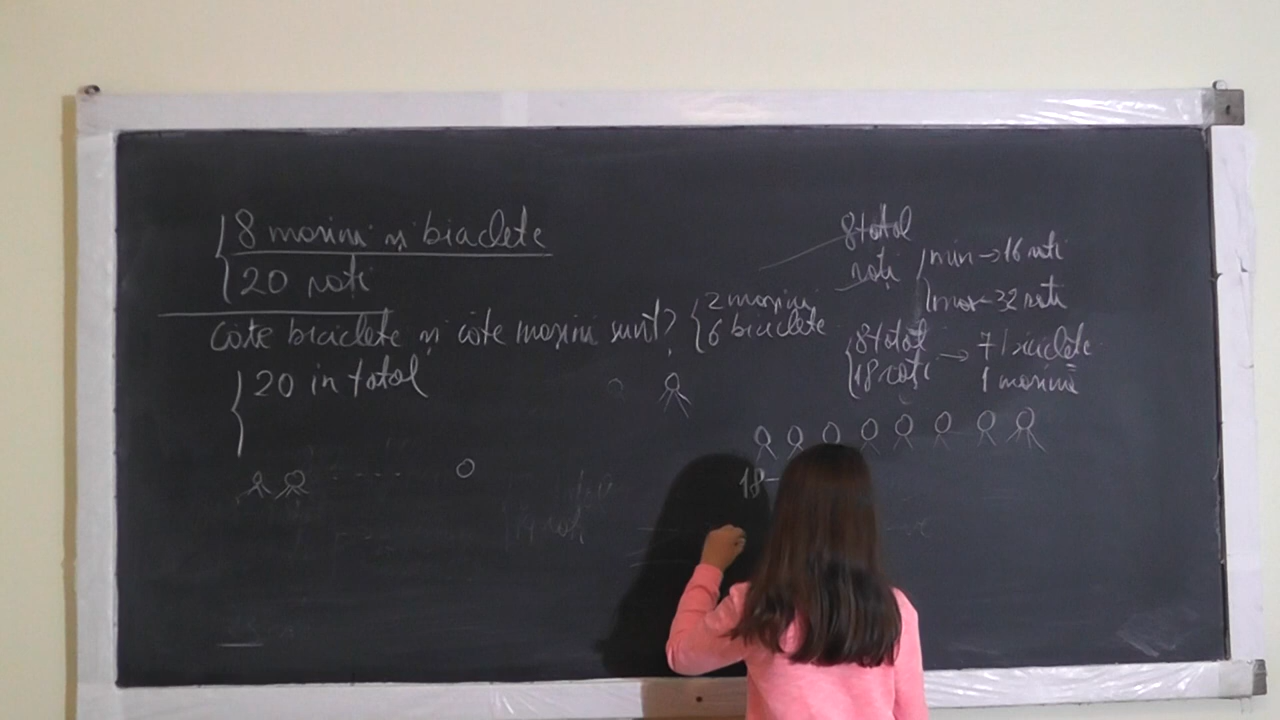 8 mașini și biciclete
20 roți
Câte biciclete și câte mașini sunt?
2 mașini
6 biciclete
20 în total
8 total
roți
min → 16 roți
max → 32 roți
8 total
18 roți → 7 biciclete
1 mașină
18 -